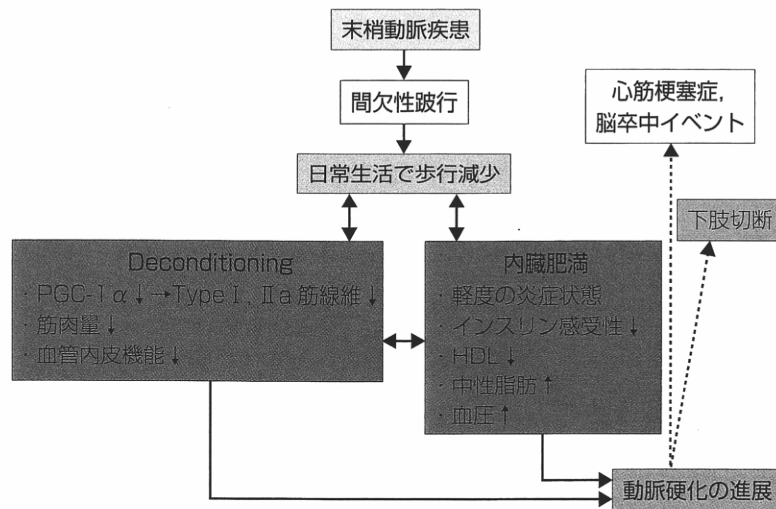 末梢動脈疾患
間欠性跛行
心筋梗塞症,
脳卒中イベント
日常生活で歩行減少
下肢切断
Deconditioning
・PGC-1α↓→Type Ⅰ, Ⅱa 筋線維↓
・筋肉量↓
・血管内皮機能↓
内臓肥満
・軽度の炎症状態
・インスリン感受性↓
・HDL↓
・中性脂肪↑
・血圧↑
動脈硬化の進展